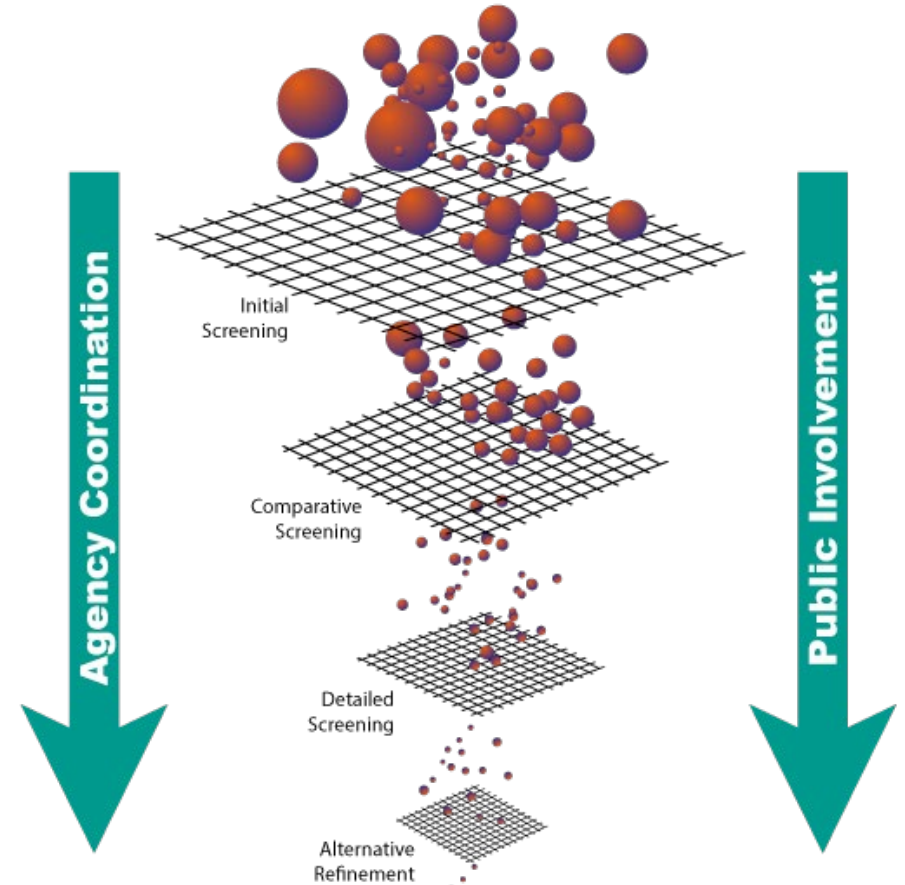 Agency Coordination
Public Involvement
Initial
Screening
Comparative
Screening
Detailed
Screening
Alternative
Refinement